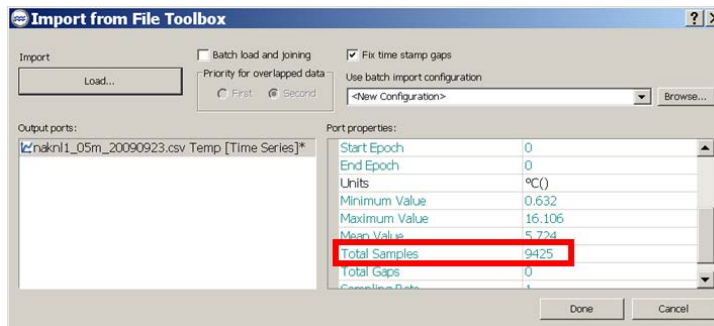 Import from File Toolbox
Import
Batch load and joining
Fix time stamp gaps
Load...
Priority for overlapped data
First Second
Use batch import configuration
<New Configuration>
Browse...
Output ports:
Port properties:
naknl1_05m_20090923.csv Temp [Time Series]*
Start Epoch 0
End Epoch 0
Units ºC()
Minimum Value 0.632
Maximum Value 16.106
Mean Value 5.724
Total Samples 9425
Total Gaps 0
Sampling Rate 1
Done Cancel